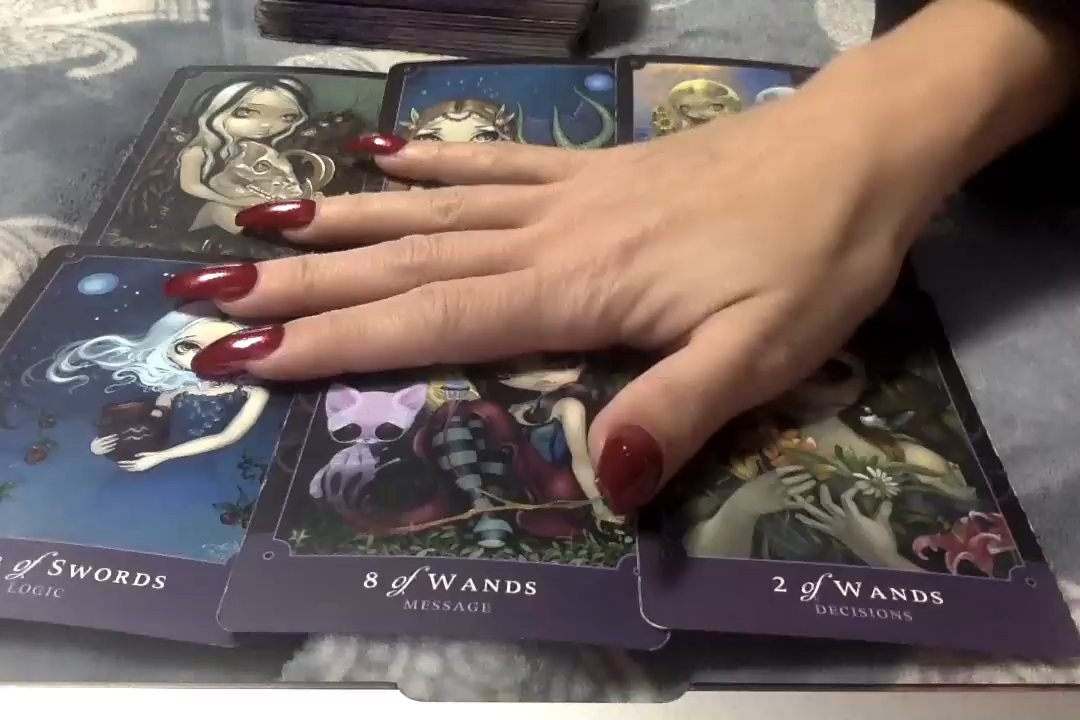 of SWORDS
LOGIC
8 of WANDS
MESSAGE
2 of WANDS
DECISIONS